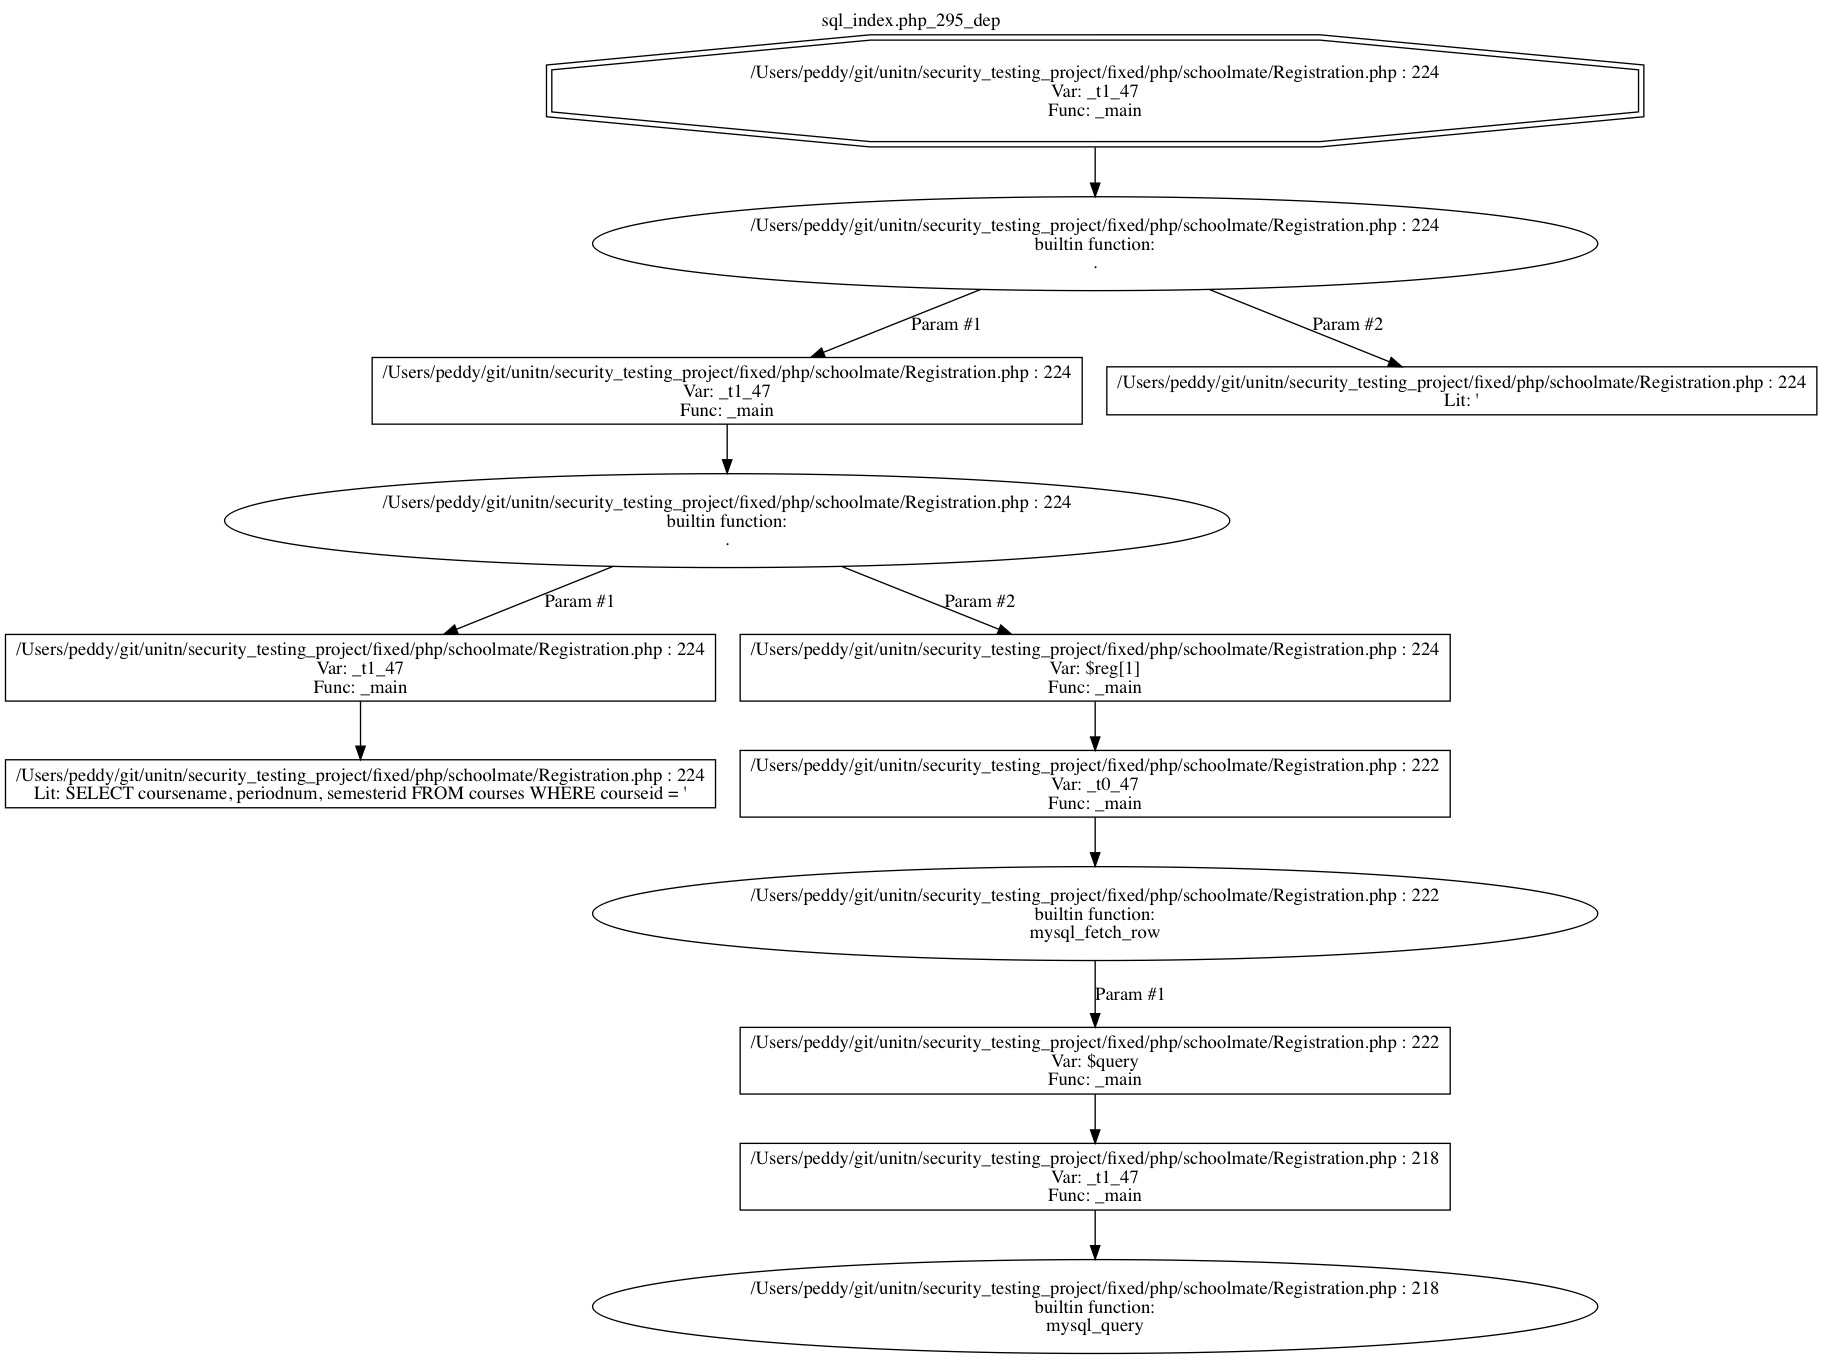 sql_index.php_295_dep
/Users/peddy/git/unitn/security_testing_project/fixed/php/schoolmate/Registration.php : 224
Var: _t1_47
Func: _main
/Users/peddy/git/unitn/security_testing_project/fixed/php/schoolmate/Registration.php : 224
builtin function:
.
Param #1
Param #2
/Users/peddy/git/unitn/security_testing_project/fixed/php/schoolmate/Registration.php : 224
Var: _t1_47
Func: _main
/Users/peddy/git/unitn/security_testing_project/fixed/php/schoolmate/Registration.php : 224
Lit: '
/Users/peddy/git/unitn/security_testing_project/fixed/php/schoolmate/Registration.php : 224
builtin function:
.
Param #1
Param #2
/Users/peddy/git/unitn/security_testing_project/fixed/php/schoolmate/Registration.php : 224
Var: _t1_47
Func: _main
/Users/peddy/git/unitn/security_testing_project/fixed/php/schoolmate/Registration.php : 224
Var: $reg[1]
Func: _main
/Users/peddy/git/unitn/security_testing_project/fixed/php/schoolmate/Registration.php : 224
Lit: SELECT coursename, periodnum, semesterid FROM courses WHERE courseid = '
/Users/peddy/git/unitn/security_testing_project/fixed/php/schoolmate/Registration.php : 222
Var: _t0_47
Func: _main
/Users/peddy/git/unitn/security_testing_project/fixed/php/schoolmate/Registration.php : 222
builtin function:
mysql_fetch_row
Param #1
/Users/peddy/git/unitn/security_testing_project/fixed/php/schoolmate/Registration.php : 222
Var: $query
Func: _main
/Users/peddy/git/unitn/security_testing_project/fixed/php/schoolmate/Registration.php : 218
Var: _t1_47
Func: _main
/Users/peddy/git/unitn/security_testing_project/fixed/php/schoolmate/Registration.php : 218
builtin function:
mysql_query